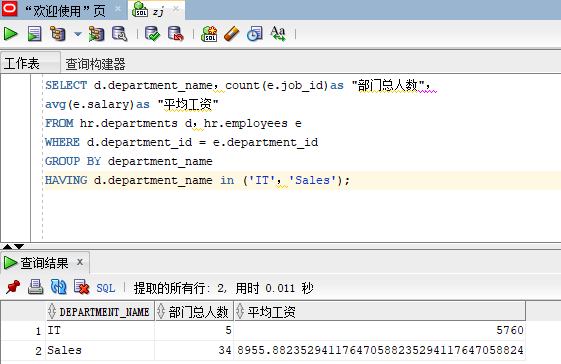 “欢迎使用”页 × zj ×
SQL Aa
工作表 查询构建器
SELECT d.department_name，count(e.job_id)as "部门总人数"，
avg(e.salary)as "平均工资"
FROM hr.departments d，hr.employees e
WHERE d.department_id = e.department_id
GROUP BY department_name
HAVING d.department_name in ('IT'，'Sales');
查询结果 ×
SQL | 提取的所有行: 2, 用时 0.011 秒
DEPARTMENT_NAME 部门总人数 平均工资
1 IT 5 5760
2 Sales 34 8955.88235294117647058823529411764705882​4